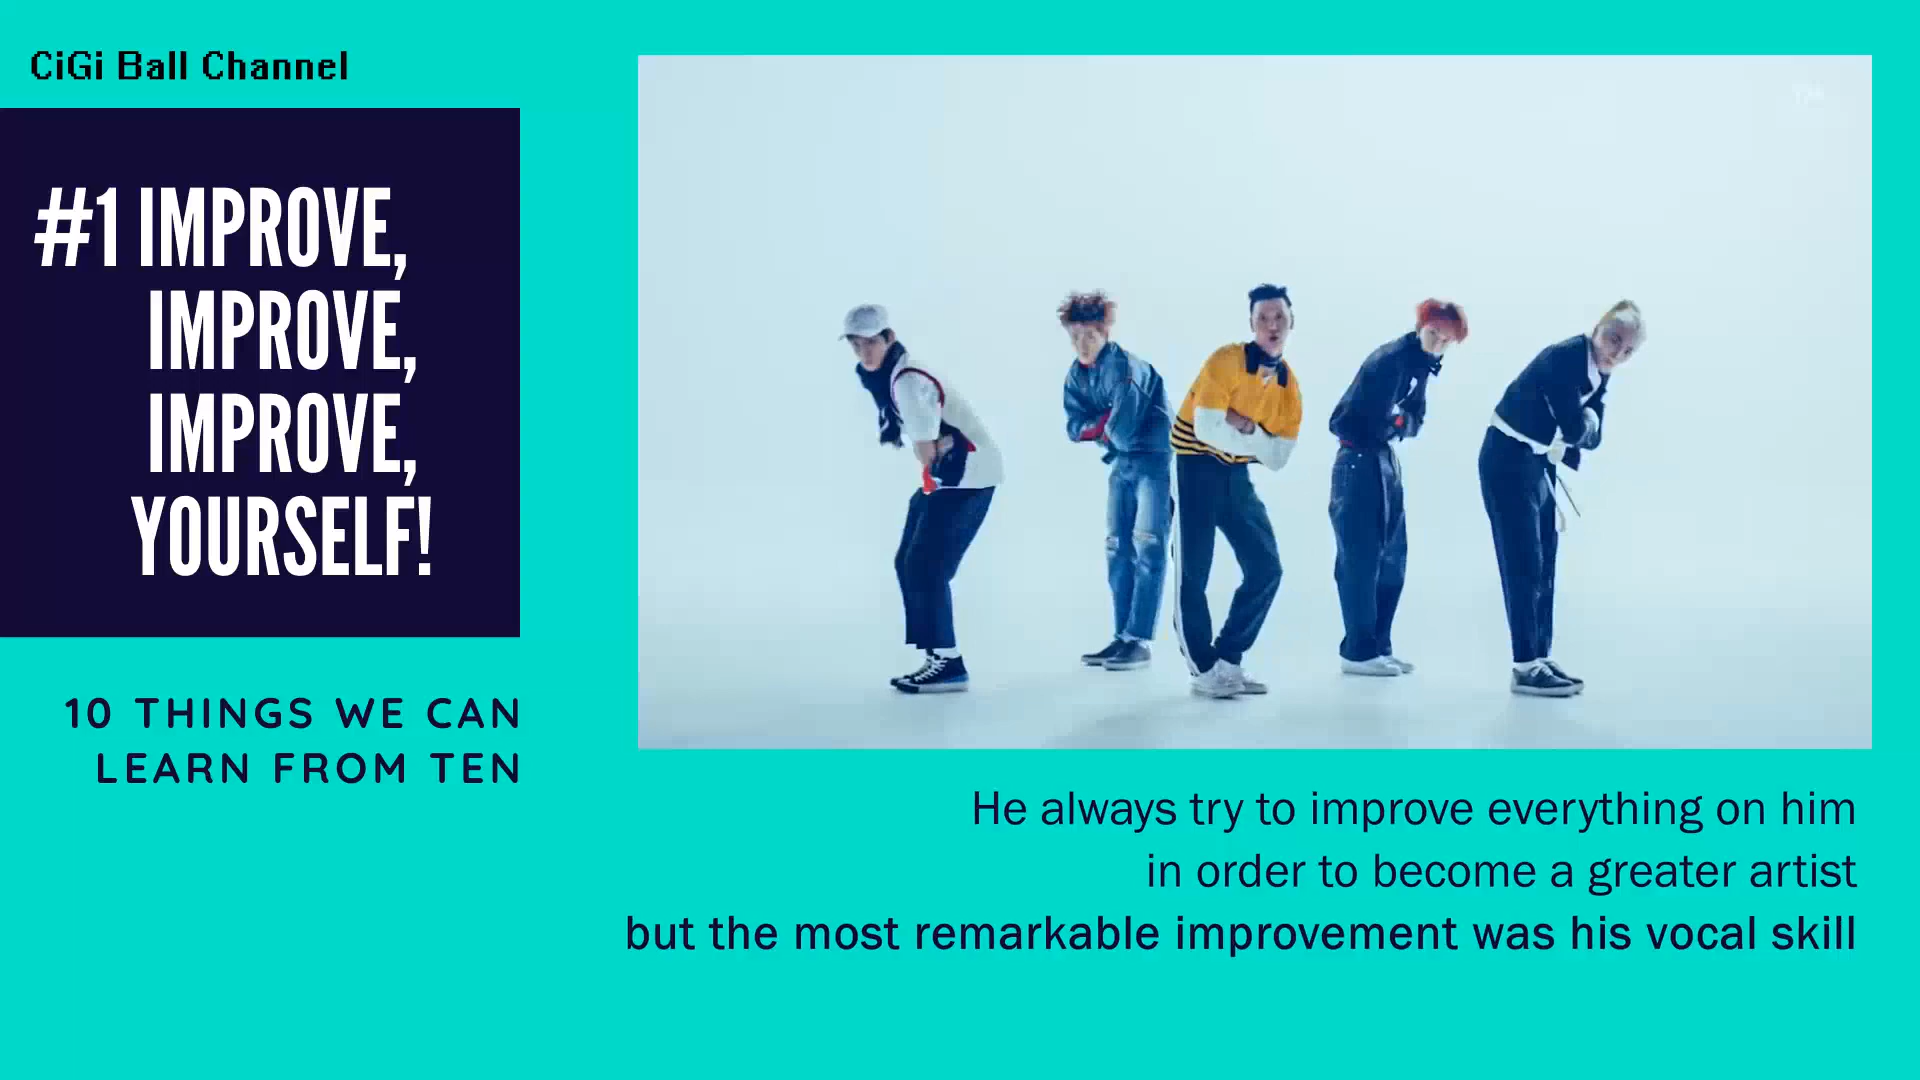 CiGi Ball Channel
#1 IMPROVE,
IMPROVE,
IMPROVE,
YOURSELF!
10 THINGS WE CAN
LEARN FROM TEN
He always try to improve everything on him
in order to become a greater artist
but the most remarkable improvement was his vocal skill